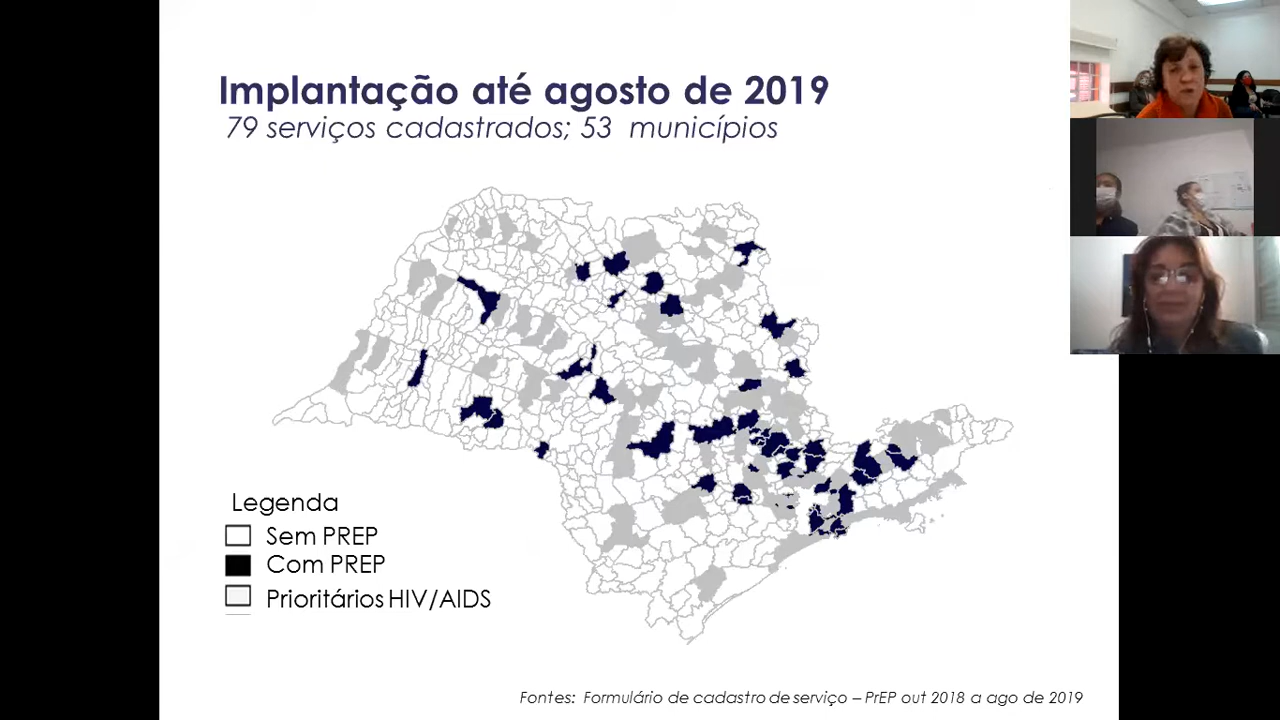 Implantação até agosto de 2019
79 serviços cadastrados; 53 municípios
Legenda
Sem PREP
Com PREP
Prioritários HIV/AIDS
Fontes: Formulário de cadastro de serviço – PrEP out 2018 a ago de 2019